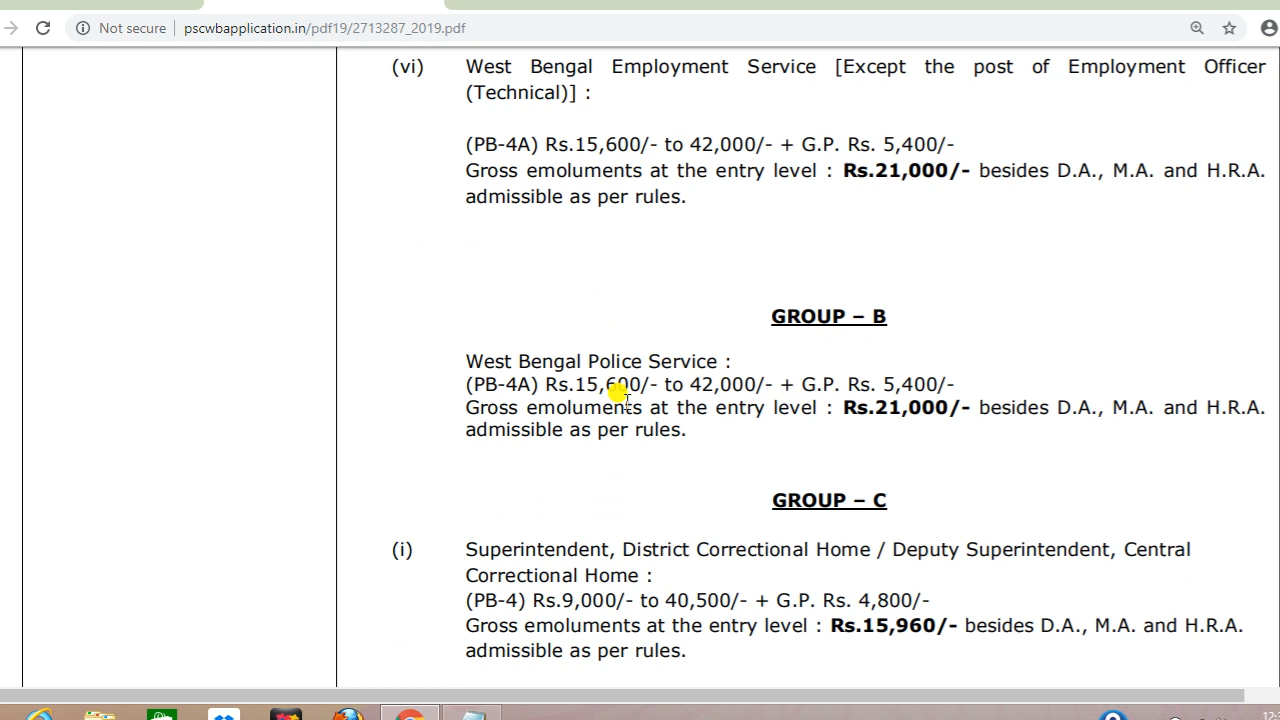 Not secure | pscwbapplication.in/pdf19/2713287_2019.pdf
(vi) West Bengal Employment Service [Except the post of Employment Officer
(Technical)] :
(PB-4A) Rs.15,600/- to 42,000/- + G.P. Rs. 5,400/-
Gross emoluments at the entry level : Rs.21,000/- besides D.A., M.A. and H.R.A.
admissible as per rules.
GROUP – B
West Bengal Police Service :
(PB-4A) Rs.15,600/- to 42,000/- + G.P. Rs. 5,400/-
Gross emoluments at the entry level : Rs.21,000/- besides D.A., M.A. and H.R.A.
admissible as per rules.
GROUP – C
(i) Superintendent, District Correctional Home / Deputy Superintendent, Central
Correctional Home :
(PB-4) Rs.9,000/- to 40,500/- + G.P. Rs. 4,800/-
Gross emoluments at the entry level : Rs.15,960/- besides D.A., M.A. and H.R.A.
admissible as per rules.